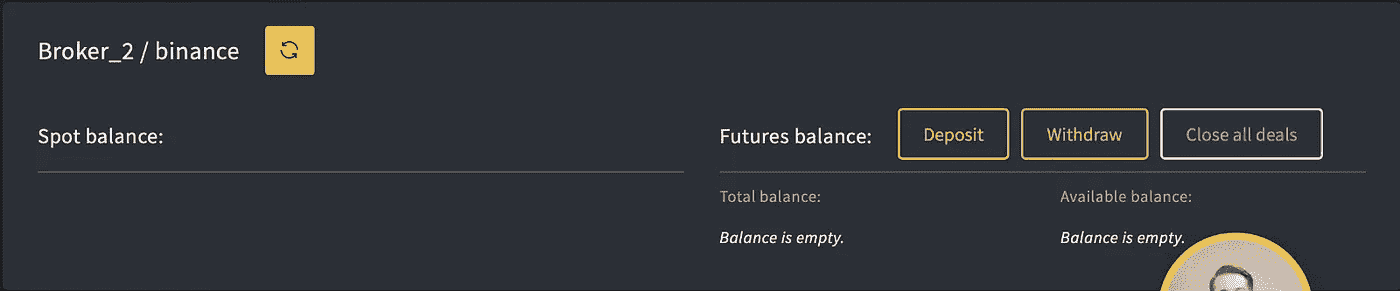 Broker_2 / binance
Spot balance:
Futures balance: Deposit Withdraw Close all deals
Total balance: Available balance:
Balance is empty. Balance is empty.